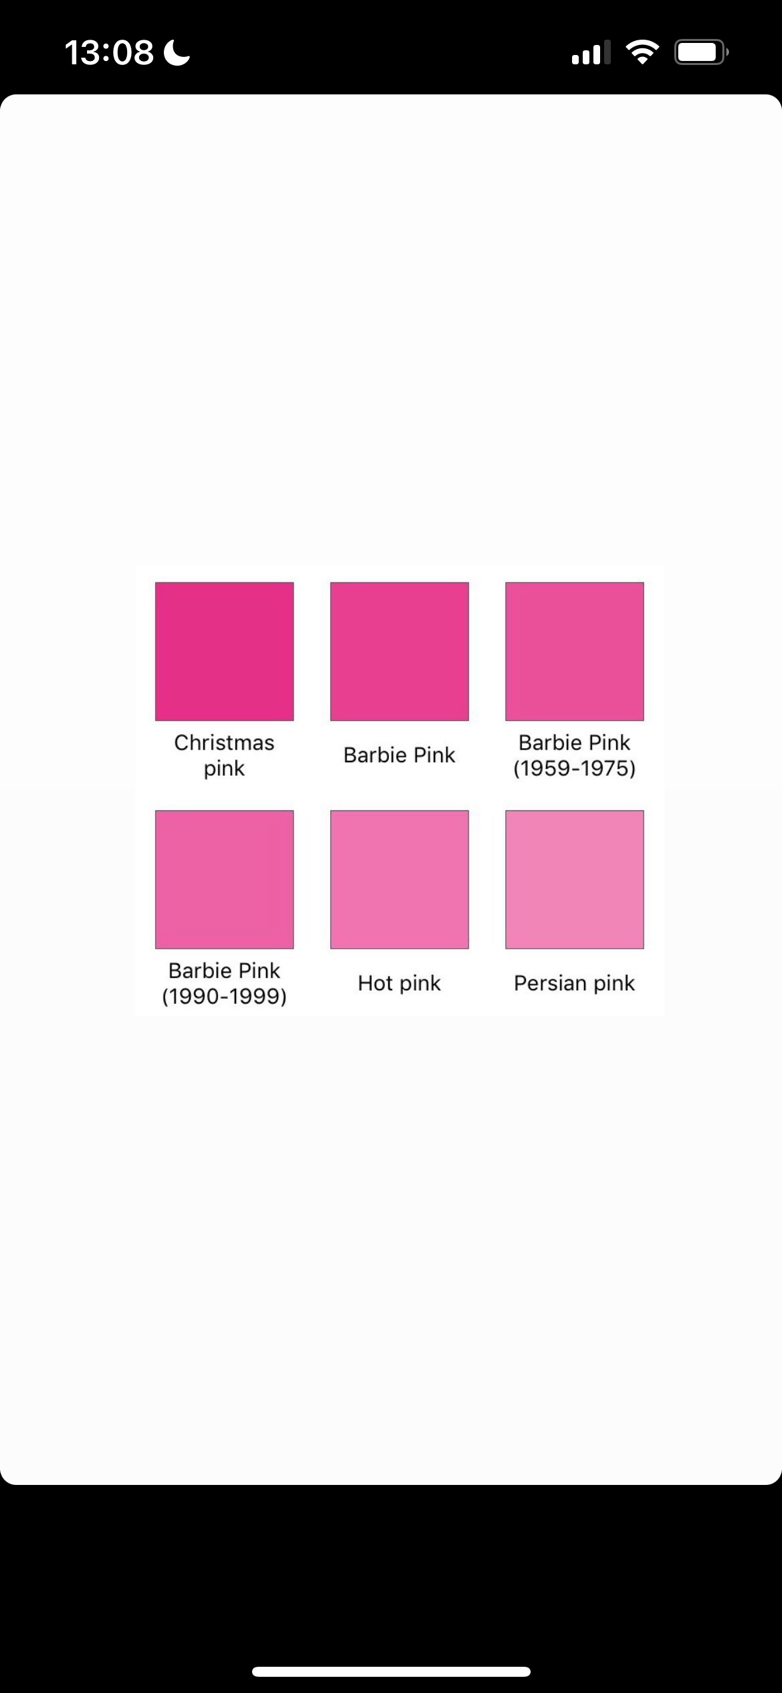 13:08
Christmas
pink
Barbie Pink
Barbie Pink
(1959-1975)
Barbie Pink
(1990-1999)
Hot pink
Persian pink